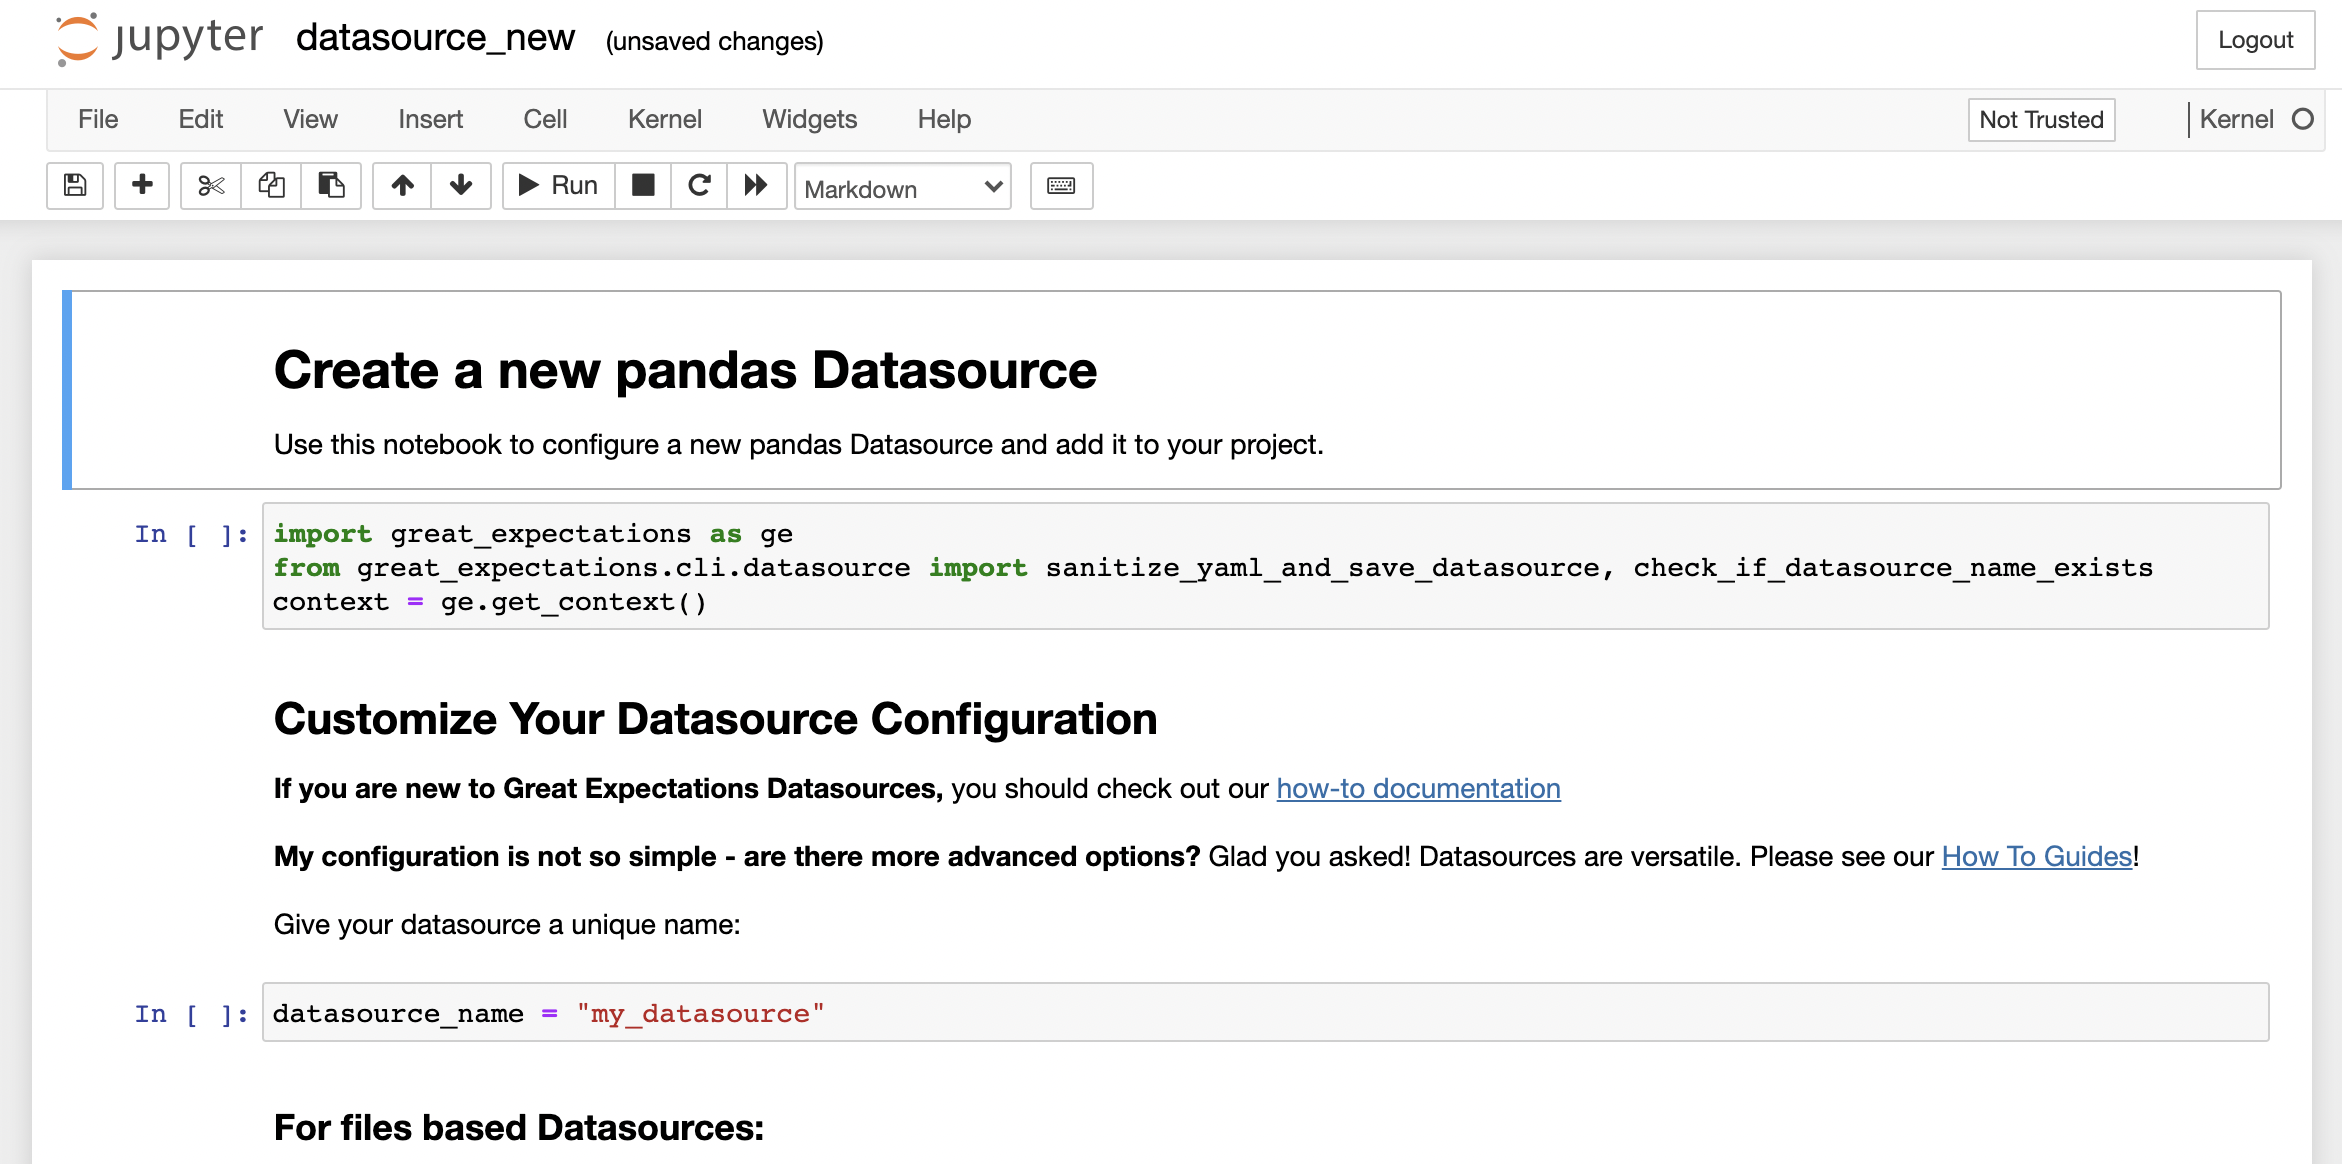 jupyter datasource_new (unsaved changes) Logout
File Edit View Insert Cell Kernel Widgets Help Not Trusted Kernel
Run Markdown
Create a new pandas Datasource
Use this notebook to configure a new pandas Datasource and add it to your project.
In [ ]: import great_expectations as ge
from great_expectations.cli.datasource import sanitize_yaml_and_save_datasource, check_if_datasource_name_exists
context = ge.get_context()
Customize Your Datasource Configuration
If you are new to Great Expectations Datasources, you should check out our how-to documentation
My configuration is not so simple - are there more advanced options? Glad you asked! Datasources are versatile. Please see our How To Guides!
Give your datasource a unique name:
In [ ]: datasource_name = "my_datasource"
For files based Datasources: